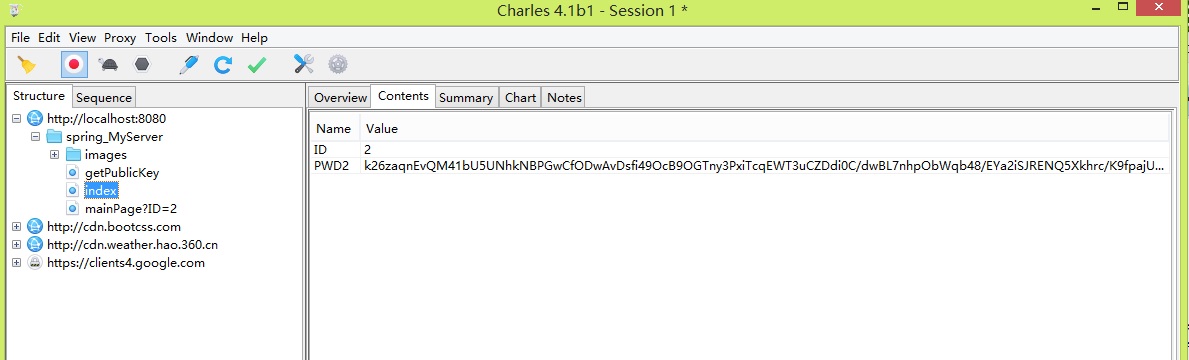 Charles 4.1b1 - Session 1 *
File Edit View Proxy Tools Window Help
Structure Sequence
http://localhost:8080
spring_MyServer
images
getPublicKey
index
mainPage?ID=2
http://cdn.bootcss.com
http://cdn.weather.hao.360.cn
https://clients4.google.com
Overview Contents Summary Chart Notes
Name Value
ID 2
PWD2 k26zaqnEvQM41bU5UNhkNBPGwCfODwAvDsfi49OcB9OGTny3PxiTcqEWT3uCZDdi0C/dwBL7nhpObWqb48/EYa2iSJRENQ5Xkhrc/K9fpajU...